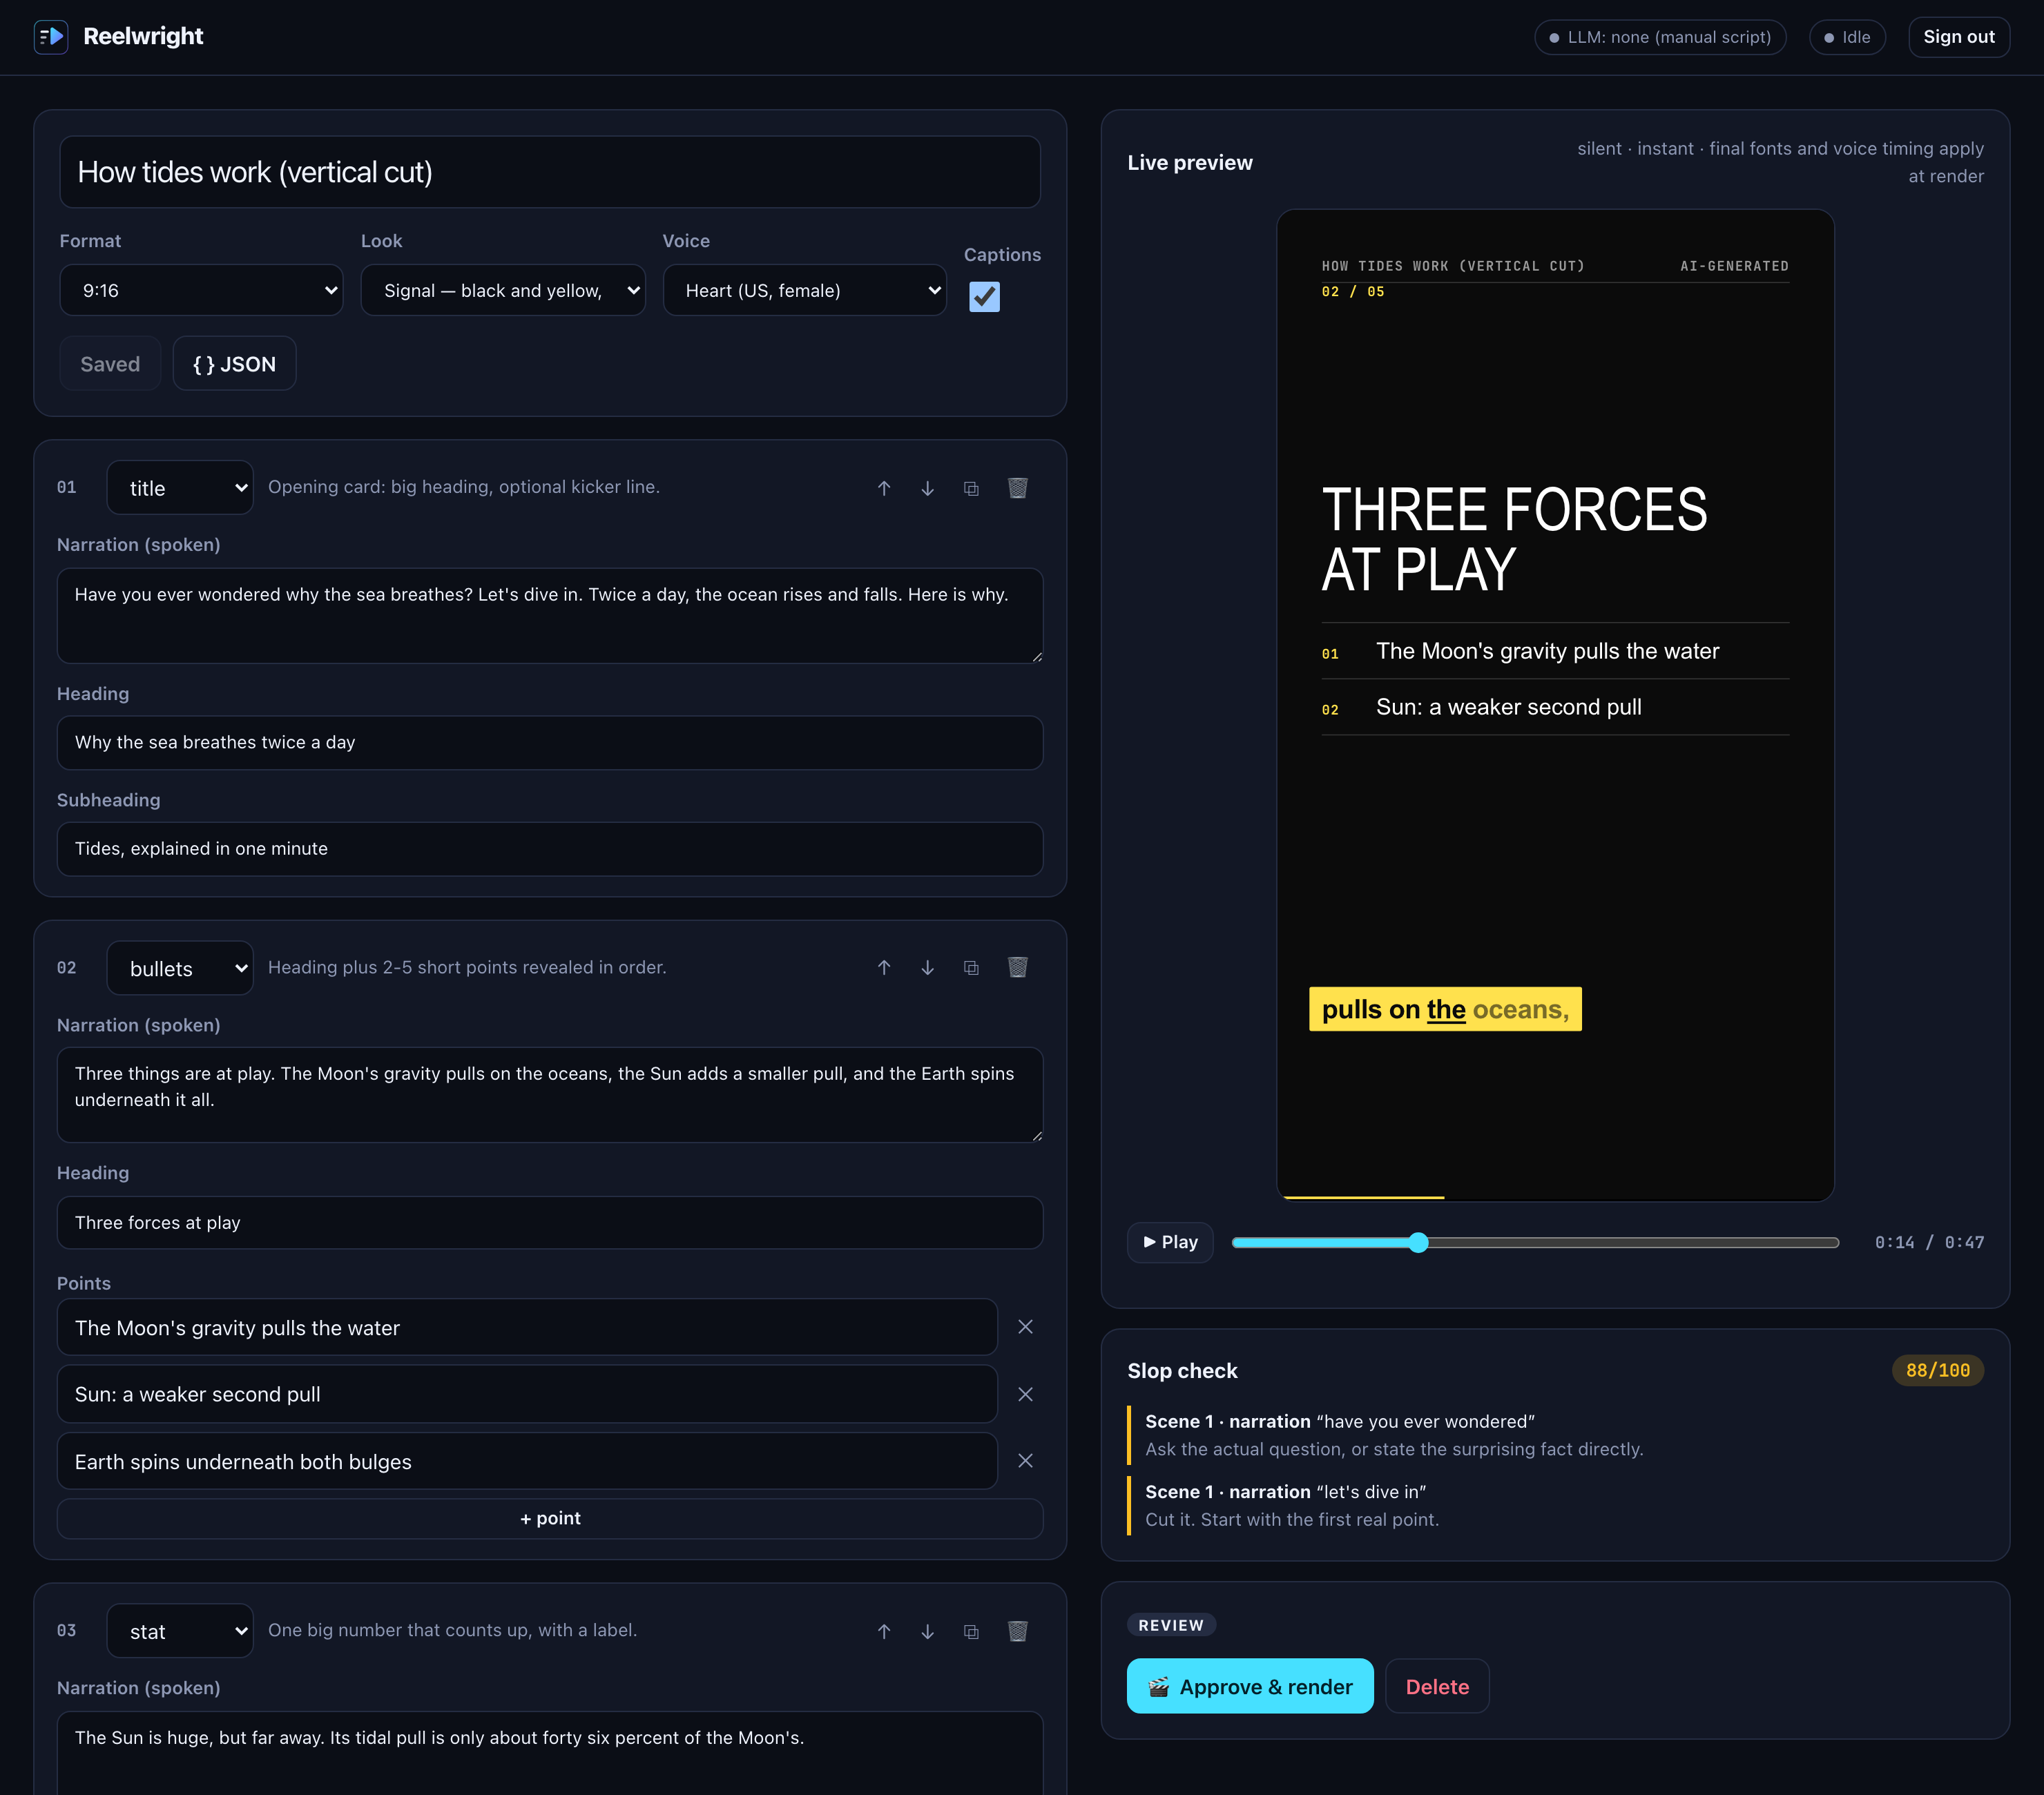 Reelwright
LLM: none (manual script)
Idle
Sign out
How tides work (vertical cut)
Format
Look
Voice
Captions
9:16
Signal — black and yellow,
Heart (US, female)
Saved
{ } JSON
01
title
Opening card: big heading, optional kicker line.
Narration (spoken)
Have you ever wondered why the sea breathes? Let's dive in. Twice a day, the ocean rises and falls. Here is why.
Heading
Why the sea breathes twice a day
Subheading
Tides, explained in one minute
02
bullets
Heading plus 2-5 short points revealed in order.
Narration (spoken)
Three things are at play. The Moon's gravity pulls on the oceans, the Sun adds a smaller pull, and the Earth spins
underneath it all.
Heading
Three forces at play
Points
The Moon's gravity pulls the water
Sun: a weaker second pull
Earth spins underneath both bulges
+ point
03
stat
One big number that counts up, with a label.
Narration (spoken)
The Sun is huge, but far away. Its tidal pull is only about forty six percent of the Moon's.
Live preview
silent · instant · final fonts and voice timing apply
at render
HOW TIDES WORK (VERTICAL CUT)
AI-GENERATED
02 / 05
THREE FORCES
AT PLAY
01 The Moon's gravity pulls the water
02 Sun: a weaker second pull
pulls on the oceans,
Play
0:14 / 0:47
Slop check
88/100
Scene 1 · narration “have you ever wondered”
Ask the actual question, or state the surprising fact directly.
Scene 1 · narration “let's dive in”
Cut it. Start with the first real point.
REVIEW
Approve & render
Delete